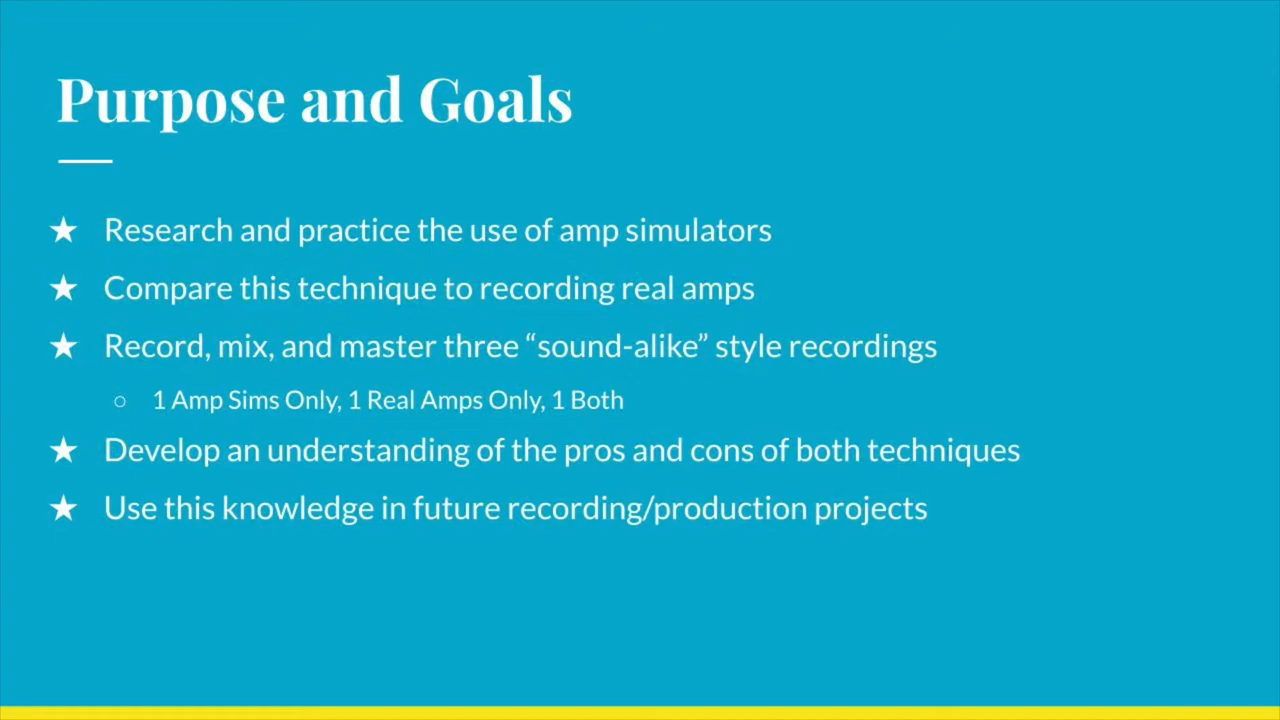 Purpose and Goals
★ Research and practice the use of amp simulators
★ Compare this technique to recording real amps
★ Record, mix, and master three “sound-alike” style recordings
○ 1 Amp Sims Only, 1 Real Amps Only, 1 Both
★ Develop an understanding of the pros and cons of both techniques
★ Use this knowledge in future recording/production projects